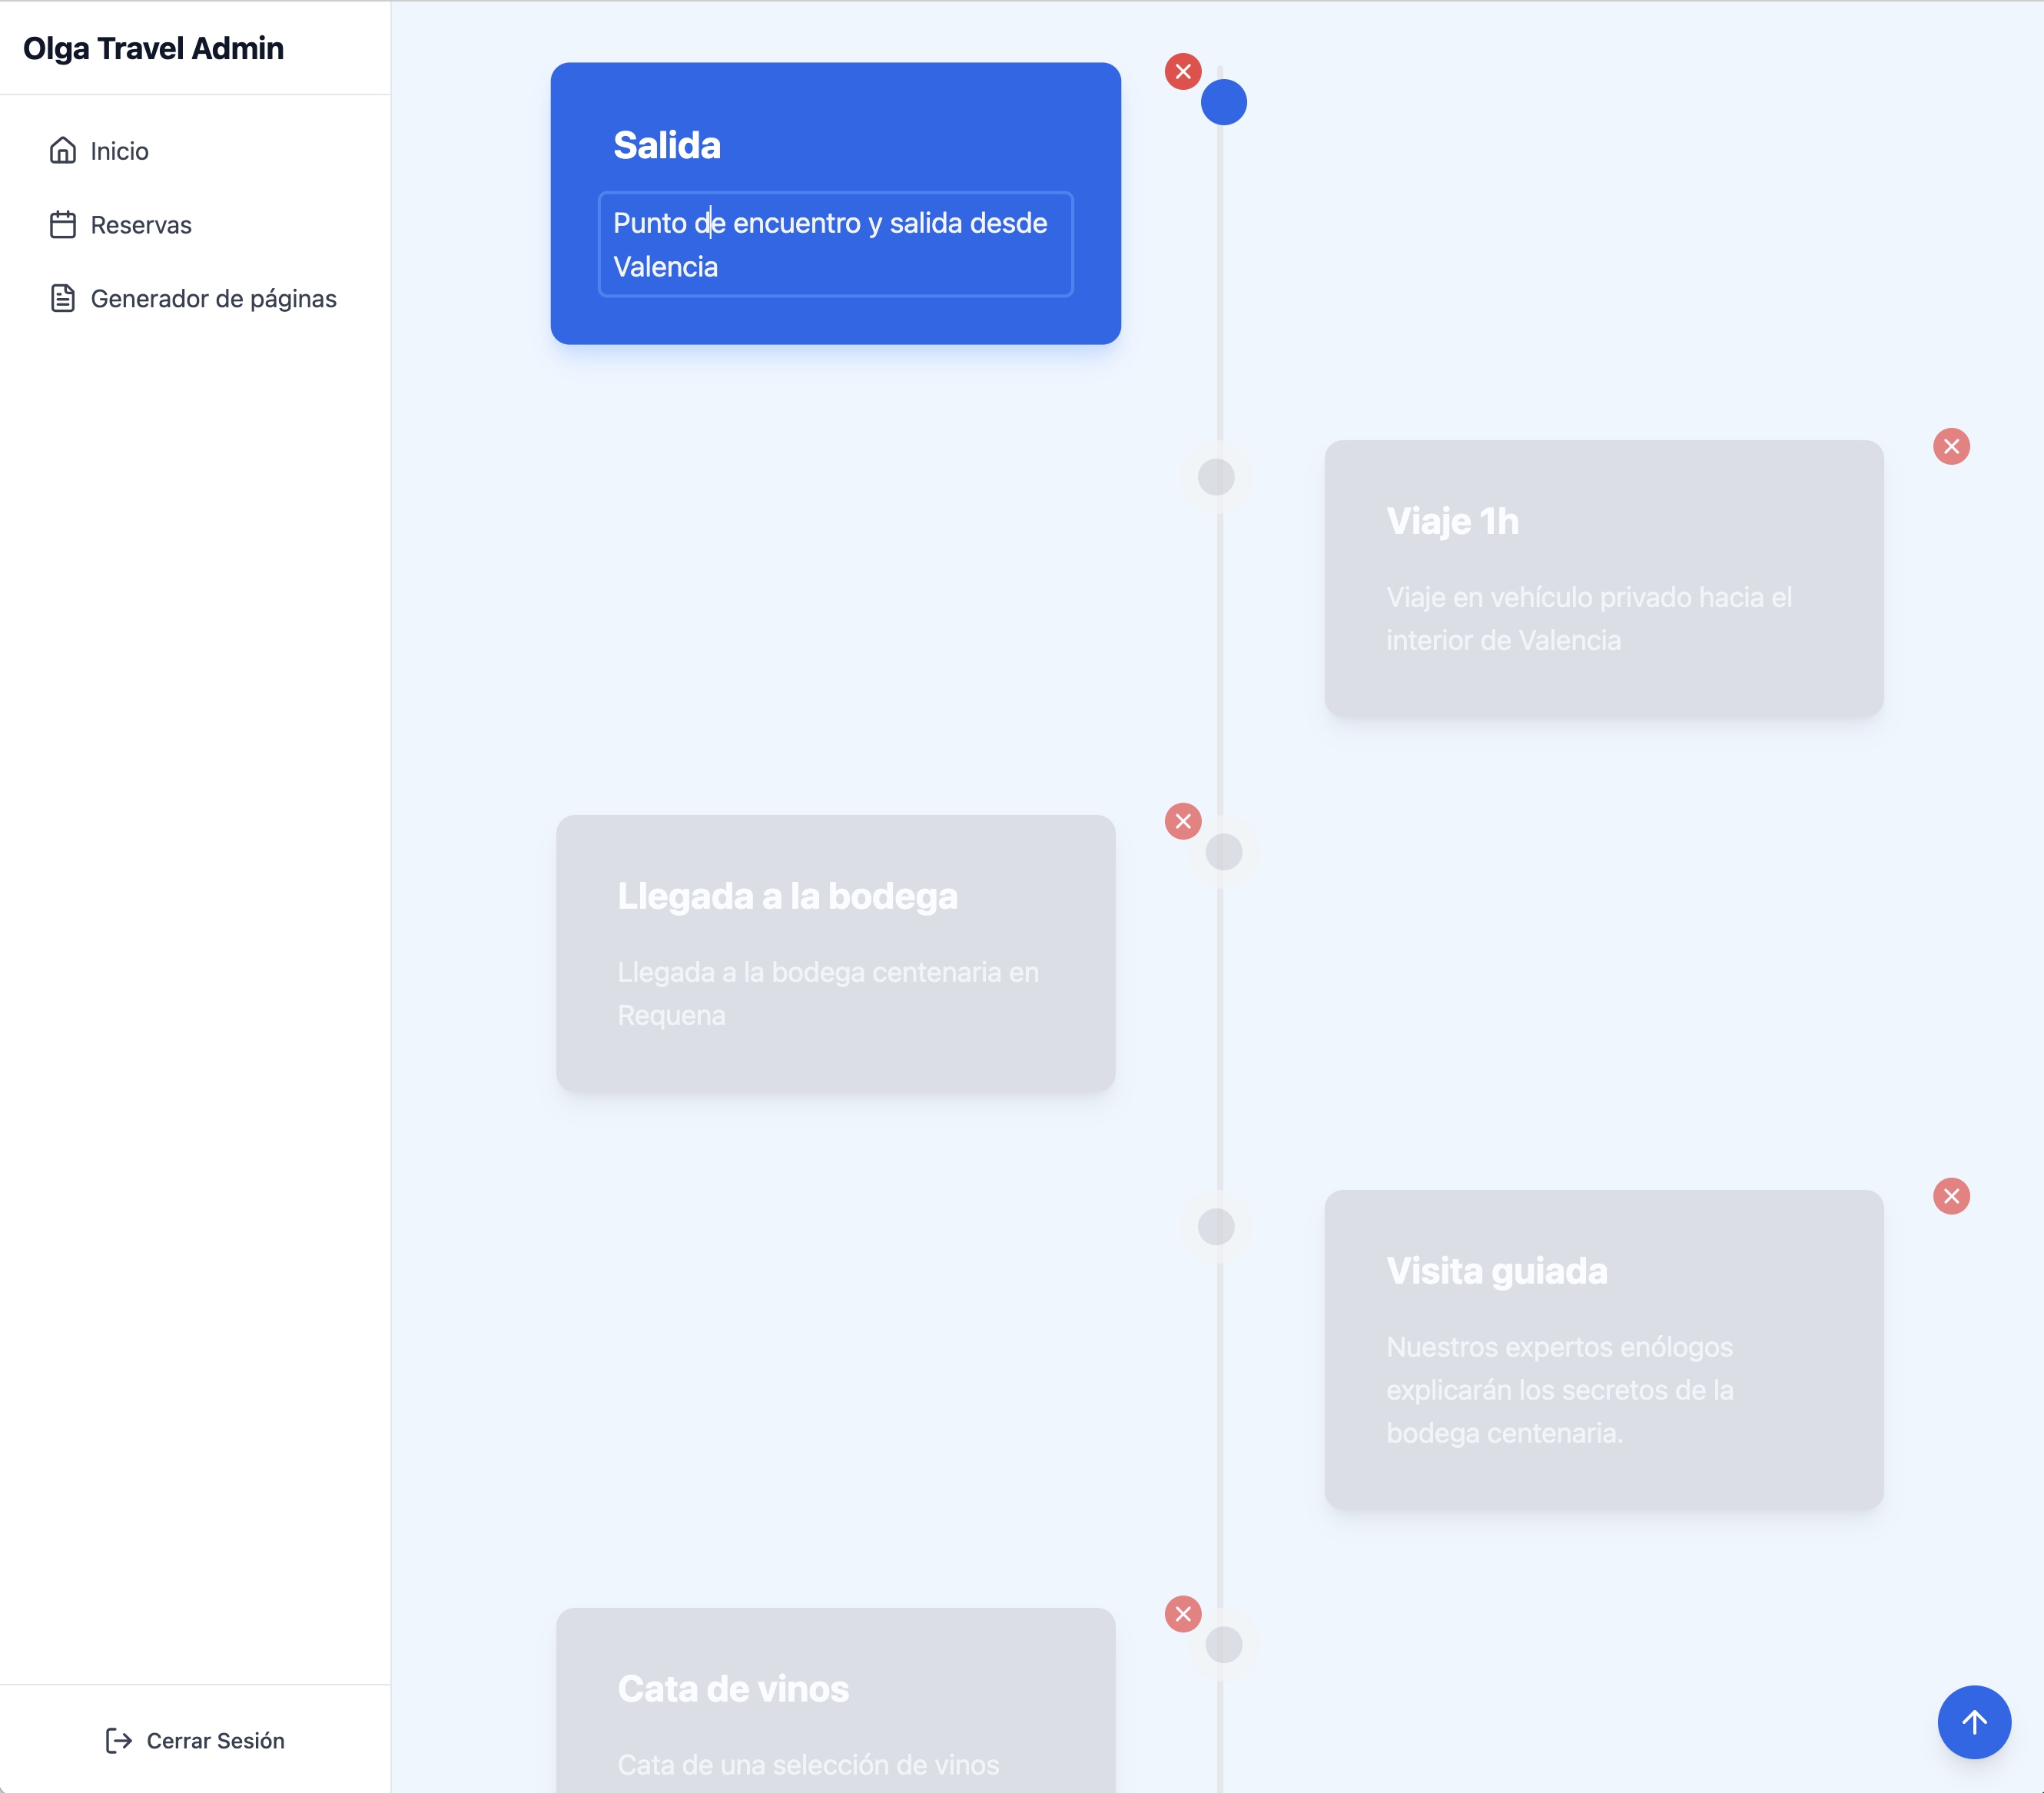 Olga Travel Admin
Inicio
Reservas
Generador de páginas
Cerrar Sesión
Salida
Punto de encuentro y salida desde
Valencia
Viaje 1h
Viaje en vehículo privado hacia el
interior de Valencia
Llegada a la bodega
Llegada a la bodega centenaria en
Requena
Visita guiada
Nuestros expertos enólogos
explicarán los secretos de la
bodega centenaria.
Cata de vinos
Cata de una selección de vinos